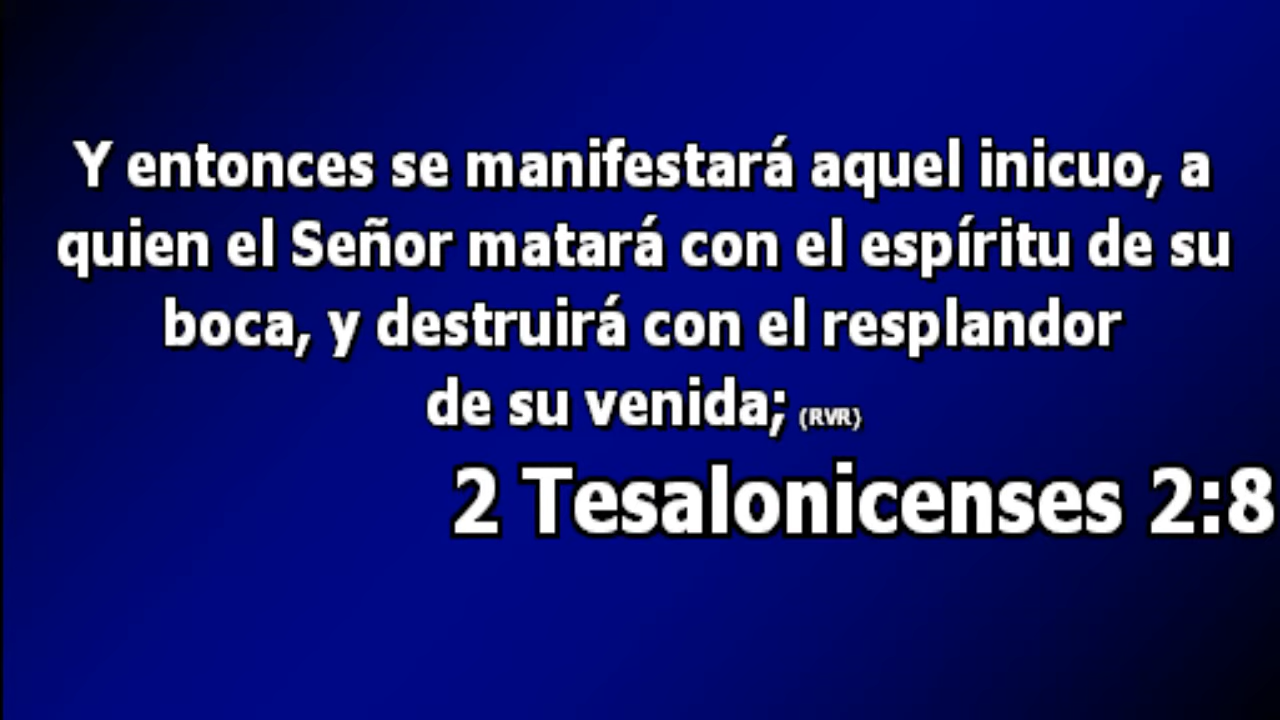 Y entonces se manifestará aquel inicuo, a
quien el Señor matará con el espíritu de su
boca, y destruirá con el resplandor
de su venida; (RVR)
2 Tesalonicenses 2:8